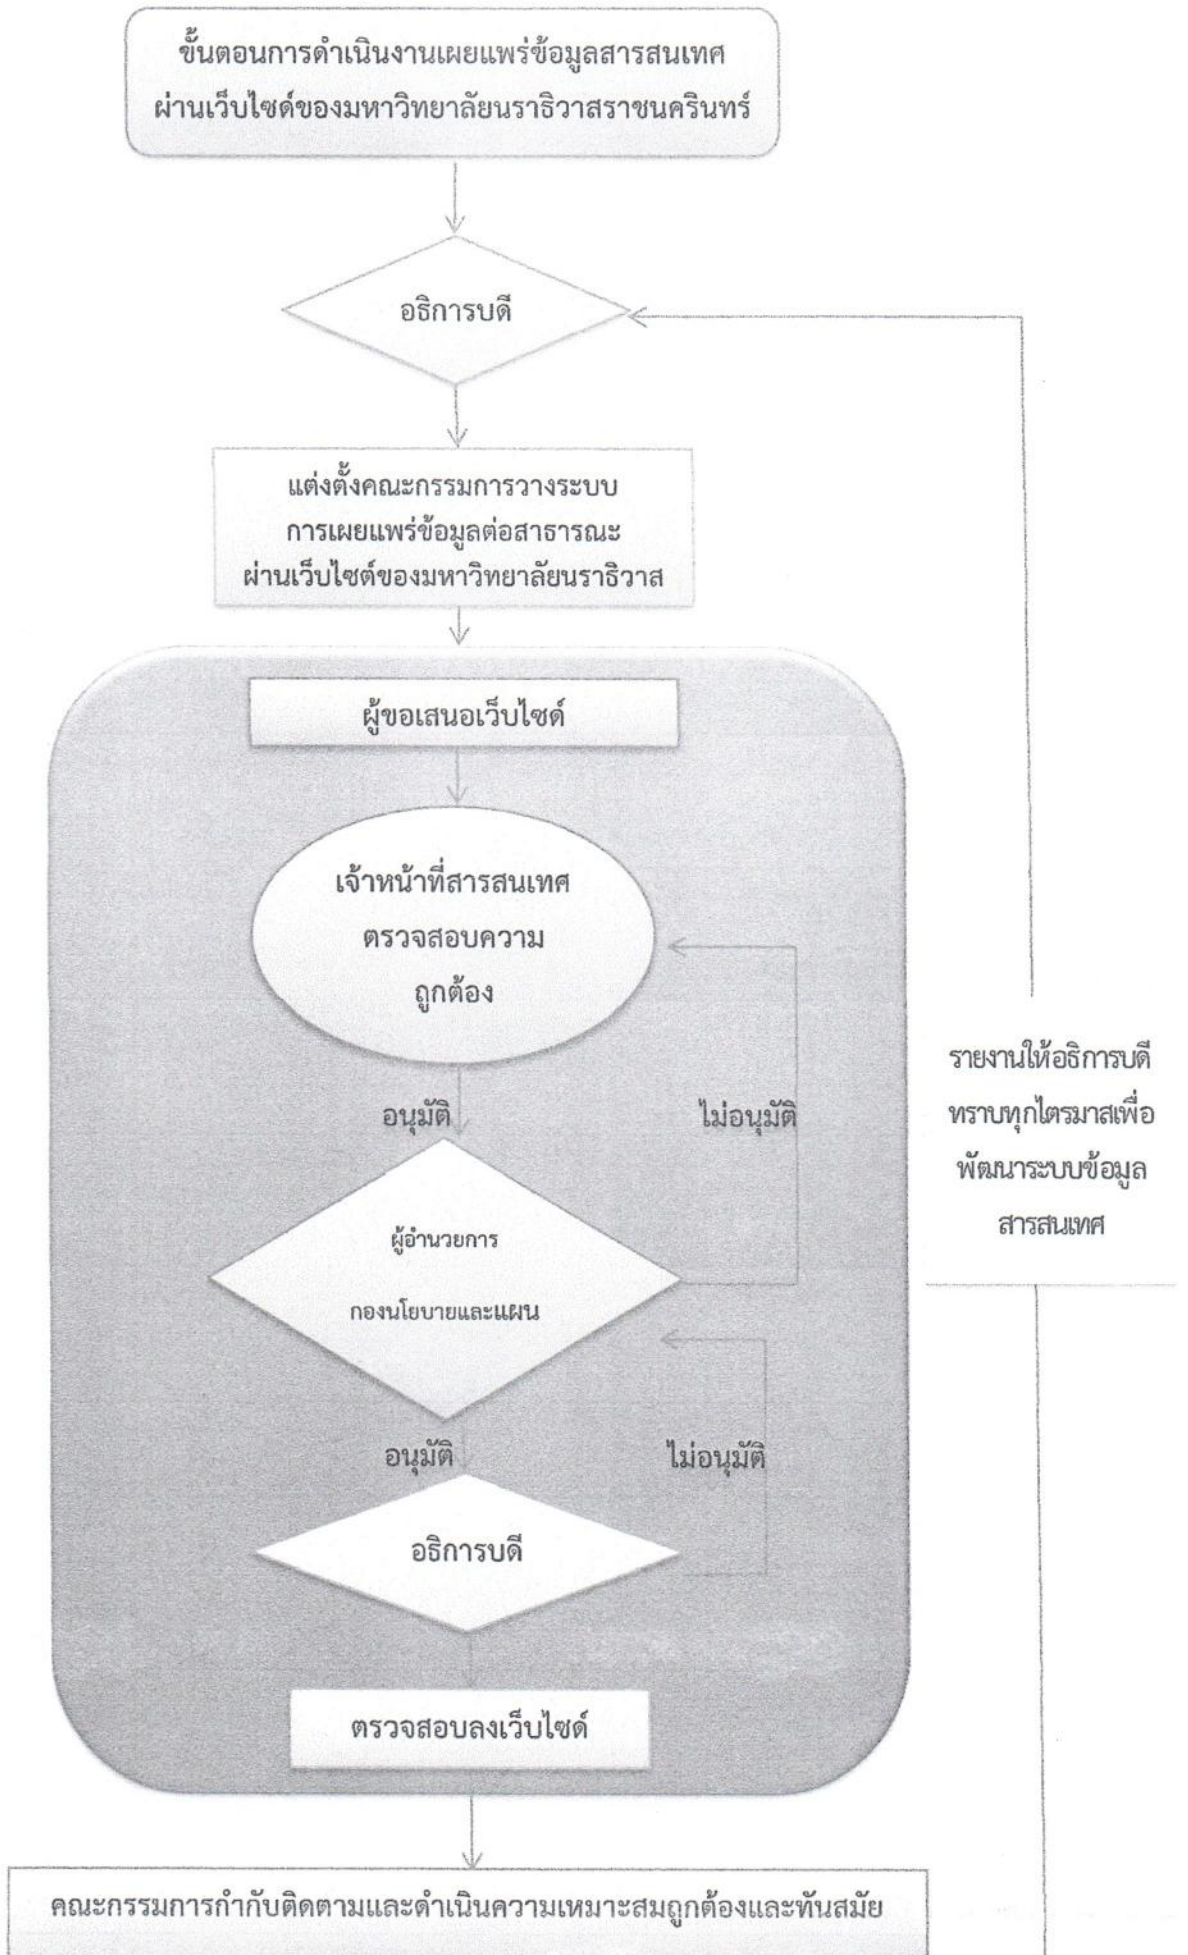 ขั้นตอนการดำเนินงานเผยแพร่ข้อมูลสารสนเทศ
ผ่านเว็บไซด์ของมหาวิทยาลัยนราธิวาสราชนครินทร์
อธิการบดี
แต่งตั้งคณะกรรมการวางระบบ
การเผยแพร่ข้อมูลต่อสาธารณะ
ผ่านเว็บไซต์ของมหาวิทยาลัยนราธิวาส
ผู้ขอเสนอเว็บไซด์
เจ้าหน้าที่สารสนเทศ
ตรวจสอบความ
ถูกต้อง
อนุมัติ
ไม่อนุมัติ
ผู้อำนวยการ
กองนโยบายและแผน
อนุมัติ
ไม่อนุมัติ
อธิการบดี
ตรวจสอบลงเว็บไซด์
รายงานให้อธิการบดี
ทราบทุกไตรมาสเพื่อ
พัฒนาระบบข้อมูล
สารสนเทศ
คณะกรรมการกำกับติดตามและดำเนินความเหมาะสมถูกต้องและทันสมัย